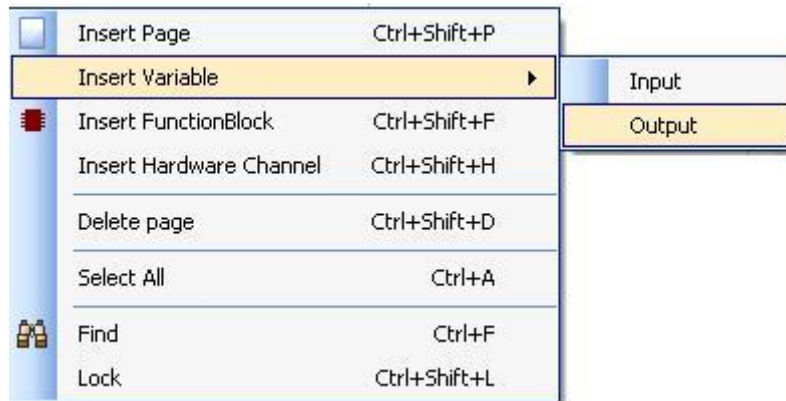 Insert Page Ctrl+Shift+P
Insert Variable
Input
Insert FunctionBlock Ctrl+Shift+F
Output
Insert Hardware Channel Ctrl+Shift+H
Delete page Ctrl+Shift+D
Select All Ctrl+A
Find Ctrl+F
Lock Ctrl+Shift+L